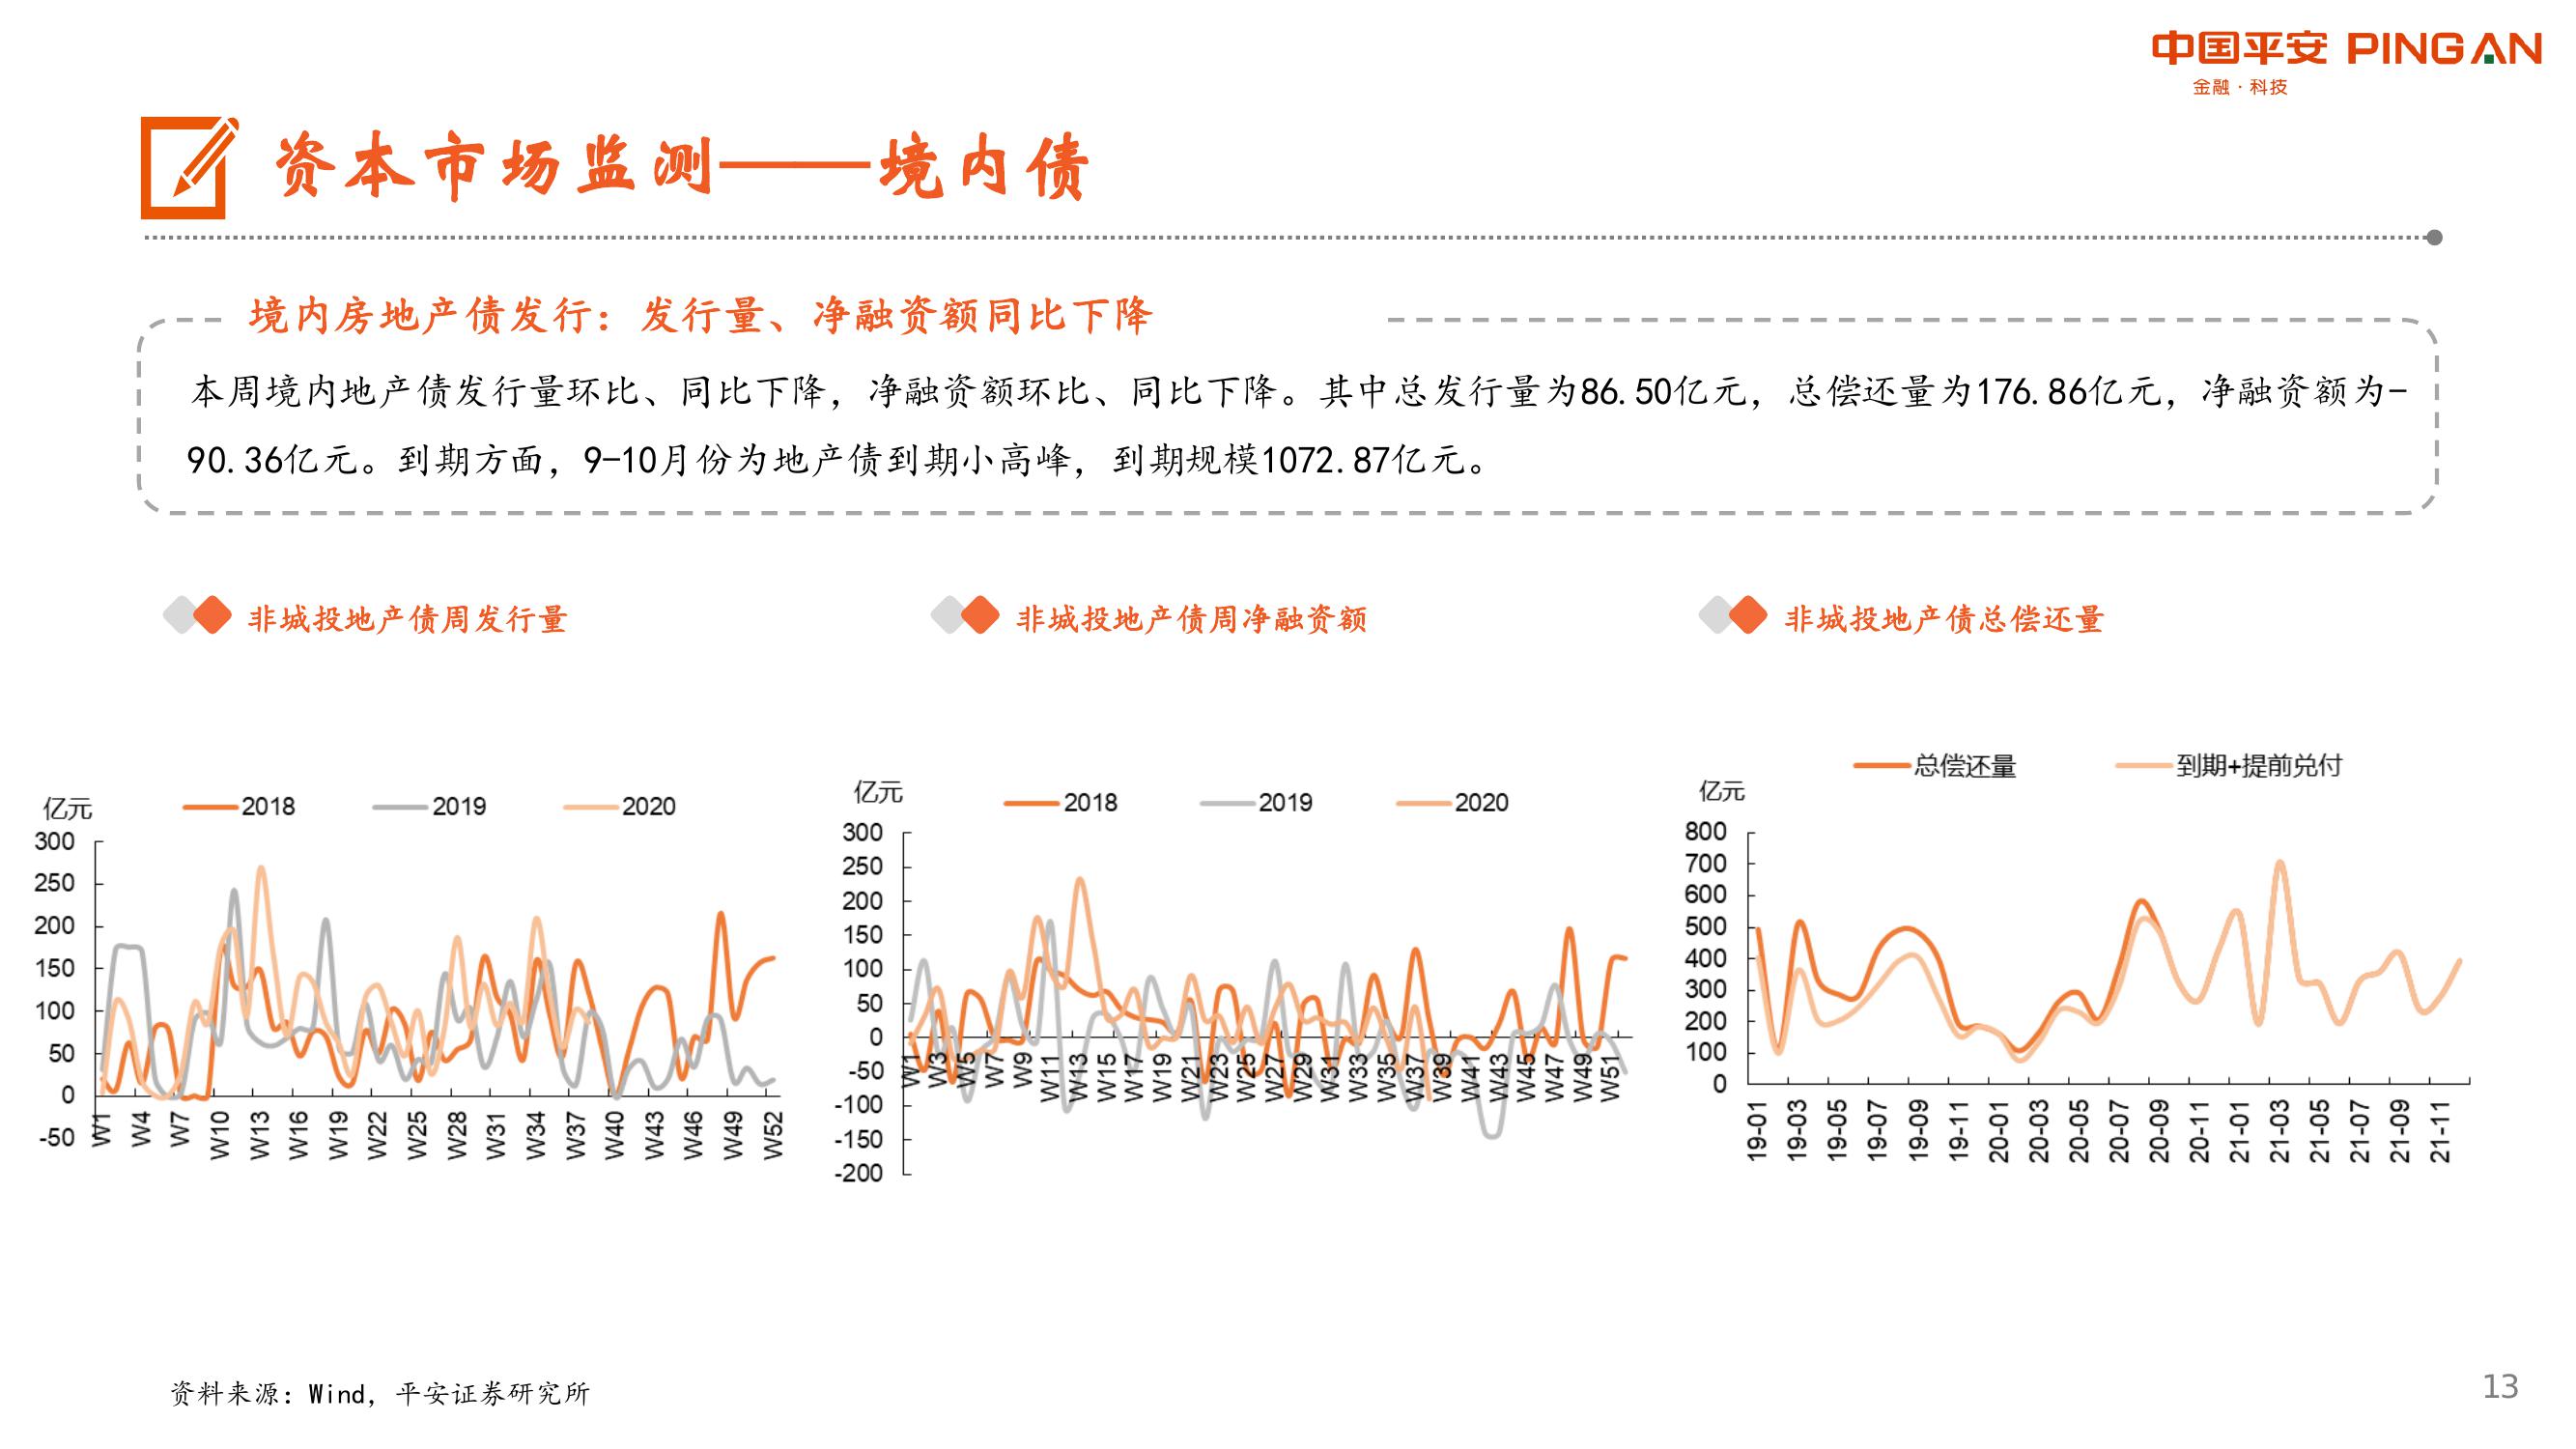 中国平安 PINGAN
金融·科技
资本市场监测——境内债
境内房地产债发行：发行量、净融资额同比下降
本周境内地产债发行量环比、同比下降，净融资额环比、同比下降。其中总发行量为86.50亿元，总偿还量为176.86亿元，净融资额为-
90.36亿元。到期方面，9-10月份为地产债到期小高峰，到期规模1072.87亿元。
非城投地产债周发行量
亿元
2018 2019 2020
300
250
200
150
100
50
0
-50
W1 W4 W7 W10 W13 W16 W19 W22 W25 W28 W31 W34 W37 W40 W43 W46 W49 W52
非城投地产债周净融资额
亿元
2018 2019 2020
300
250
200
150
100
50
0
-50
-100
-150
-200
W1 W3 W5 W7 W9 W11 W13 W15 W17 W19 W21 W23 W25 W27 W29 W31 W33 W35 W37 W39 W41 W43 W45 W47 W49 W51
非城投地产债总偿还量
总偿还量 到期+提前兑付
亿元
800
700
600
500
400
300
200
100
0
19-01 19-03 19-05 19-07 19-09 19-11 20-01 20-03 20-05 20-07 20-09 20-11 21-01 21-03 21-05 21-07 21-09 21-11
资料来源：Wind，平安证券研究所
13